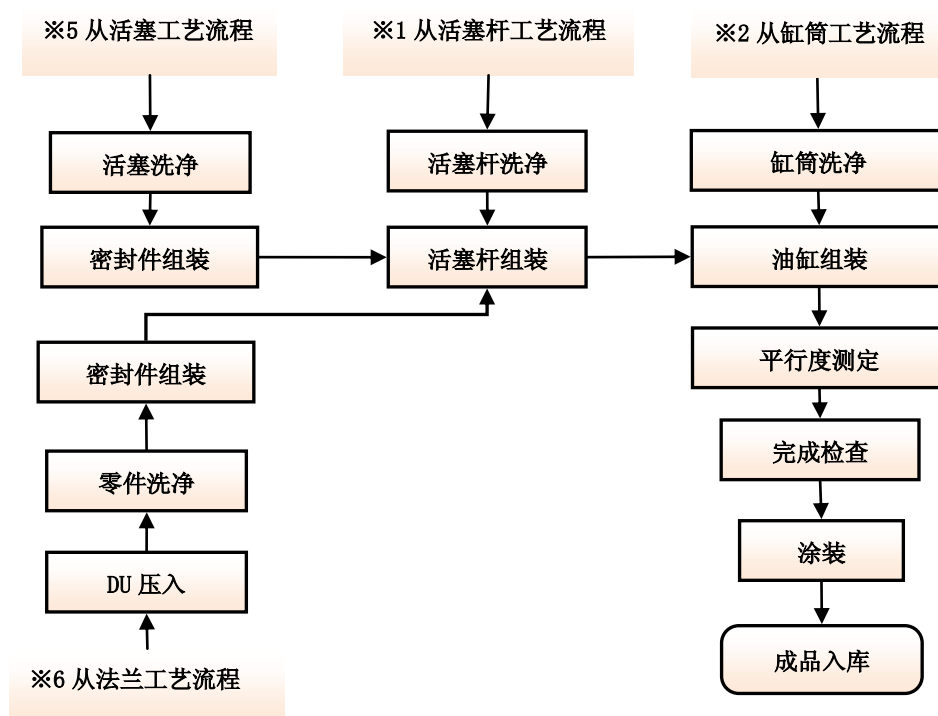 ※5 从活塞工艺流程
※1 从活塞杆工艺流程
※2 从缸筒工艺流程
活塞洗净
活塞杆洗净
缸筒洗净
密封件组装
活塞杆组装
油缸组装
密封件组装
平行度测定
完成检查
零件洗净
涂装
DU 压入
成品入库
※6 从法兰工艺流程